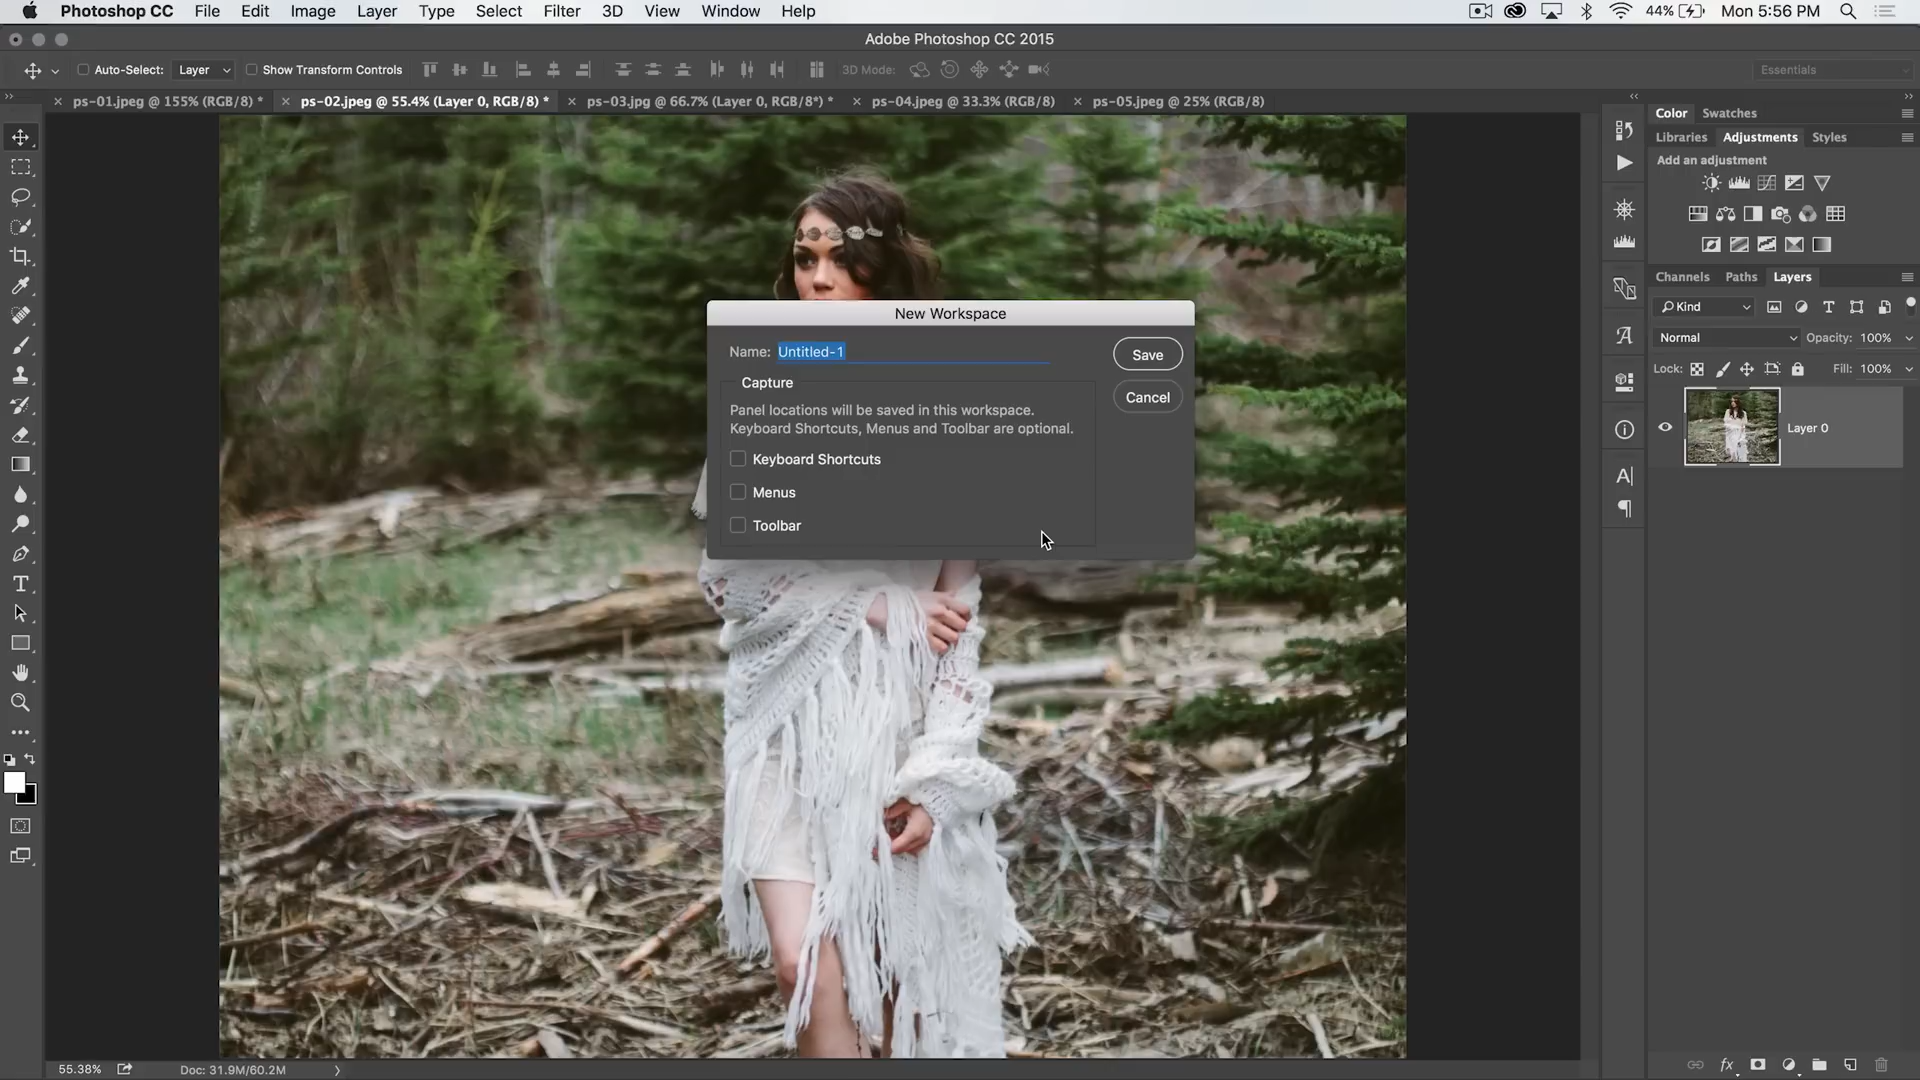 Photoshop CC File Edit Image Layer Type Select Filter 3D View Window Help 44% Mon 5:56 PM
Adobe Photoshop CC 2015
Auto-Select: Layer Show Transform Controls 3D Mode: Essentials
ps-01.jpeg @ 155% (RGB/8) * ps-02.jpeg @ 55.4% (Layer 0, RGB/8) * ps-03.jpg @ 66.7% (Layer 0, RGB/8*) * ps-04.jpeg @ 33.3% (RGB/8) ps-05.jpeg @ 25% (RGB/8)
Color Swatches
Libraries Adjustments Styles
Add an adjustment
Channels Paths Layers
Kind
Normal Opacity: 100%
Lock: Fill: 100%
Layer 0
New Workspace
Name: Untitled-1
Save
Capture
Cancel
Panel locations will be saved in this workspace.
Keyboard Shortcuts, Menus and Toolbar are optional.
Keyboard Shortcuts
Menus
Toolbar
55.38% Doc: 31.9M/60.2M